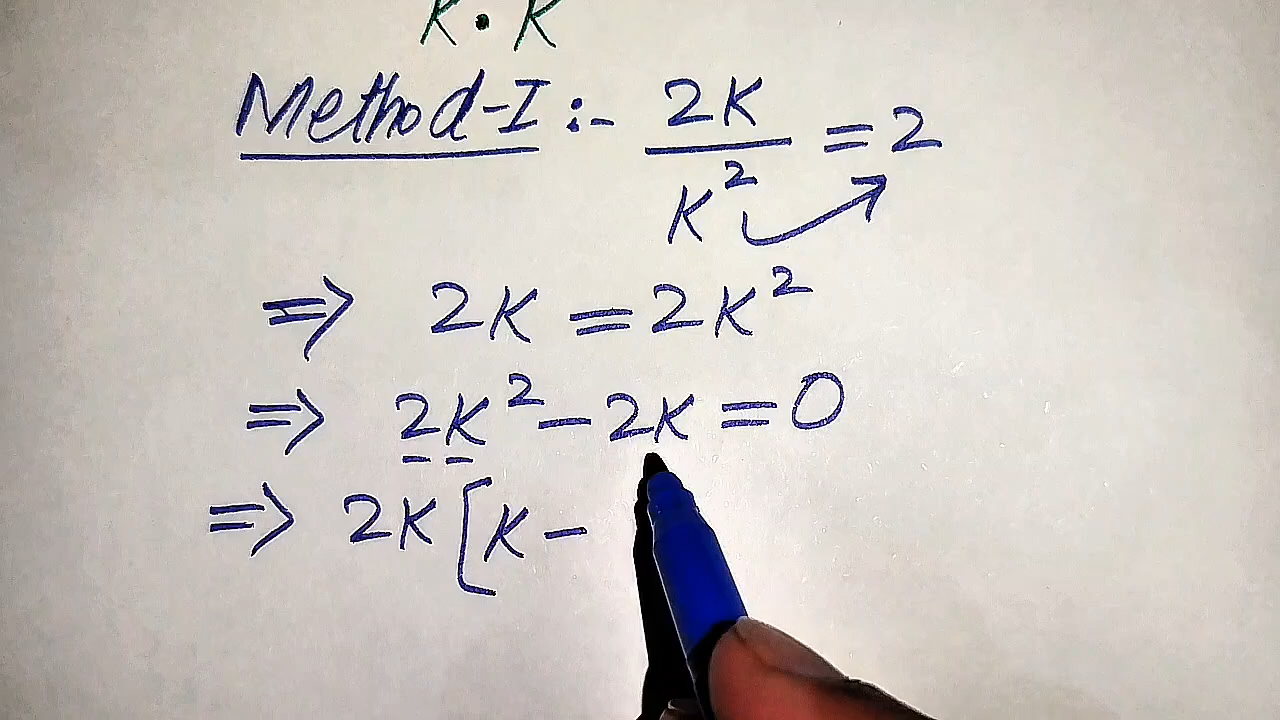 K · K
Method-I :- 2K / K² = 2
⇒ 2K = 2K²
⇒ 2K² - 2K = 0
⇒ 2K [K -